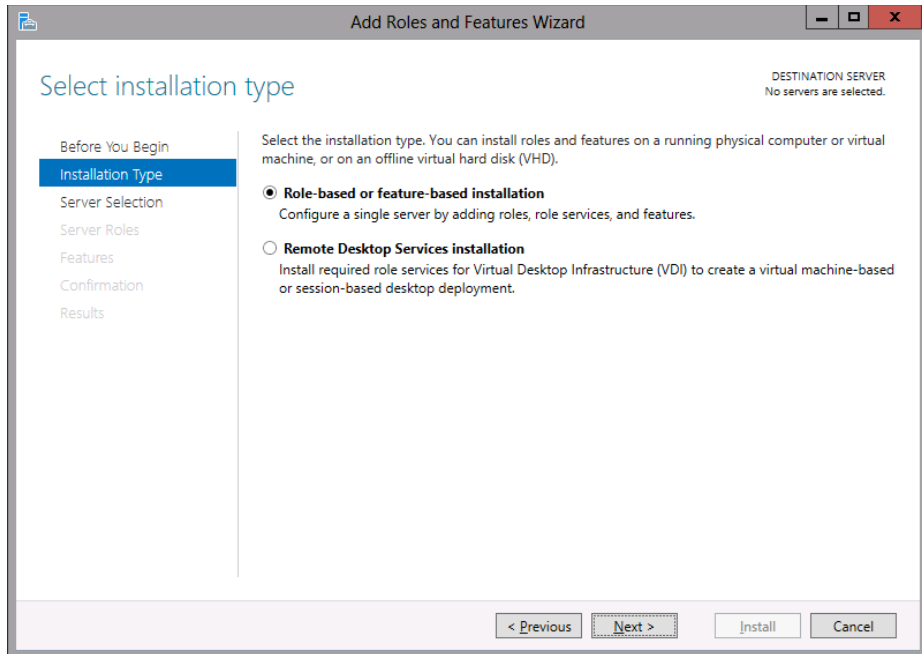 Add Roles and Features Wizard
Select installation type
DESTINATION SERVER
No servers are selected.
Before You Begin
Installation Type
Server Selection
Server Roles
Features
Confirmation
Results
Select the installation type. You can install roles and features on a running physical computer or virtual
machine, or on an offline virtual hard disk (VHD).
Role-based or feature-based installation
Configure a single server by adding roles, role services, and features.
Remote Desktop Services installation
Install required role services for Virtual Desktop Infrastructure (VDI) to create a virtual machine-based
or session-based desktop deployment.
< Previous
Next >
Install
Cancel